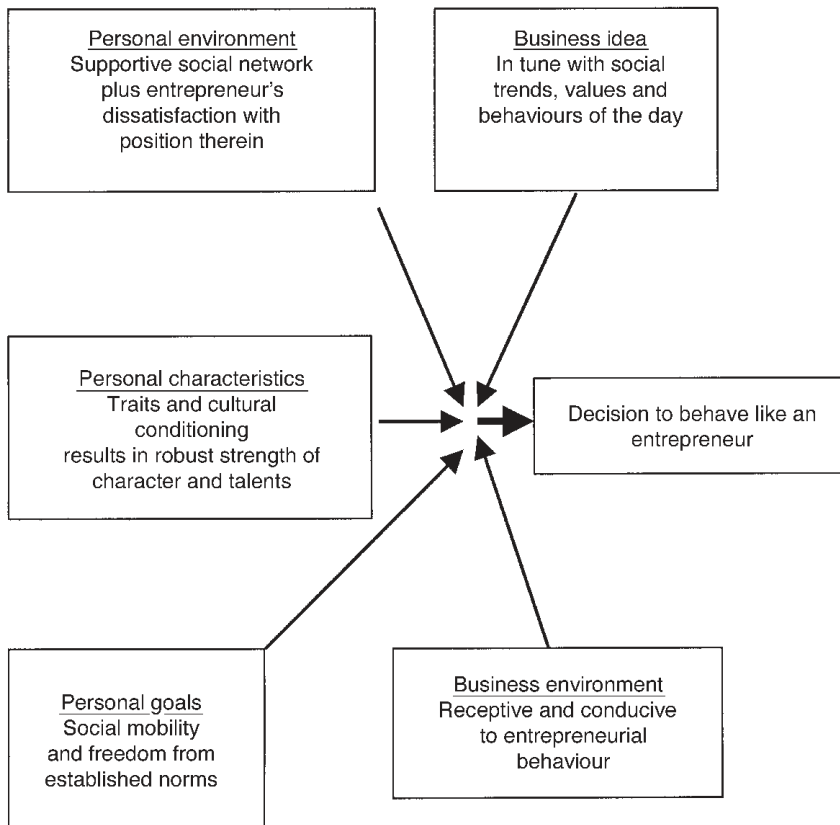 Personal environment
Supportive social network
plus entrepreneur's
dissatisfaction with
position therein
Business idea
In tune with social
trends, values and
behaviours of the day
Personal characteristics
Traits and cultural
conditioning
results in robust strength of
character and talents
Decision to behave like an
entrepreneur
Personal goals
Social mobility
and freedom from
established norms
Business environment
Receptive and conducive
to entrepreneurial
behaviour